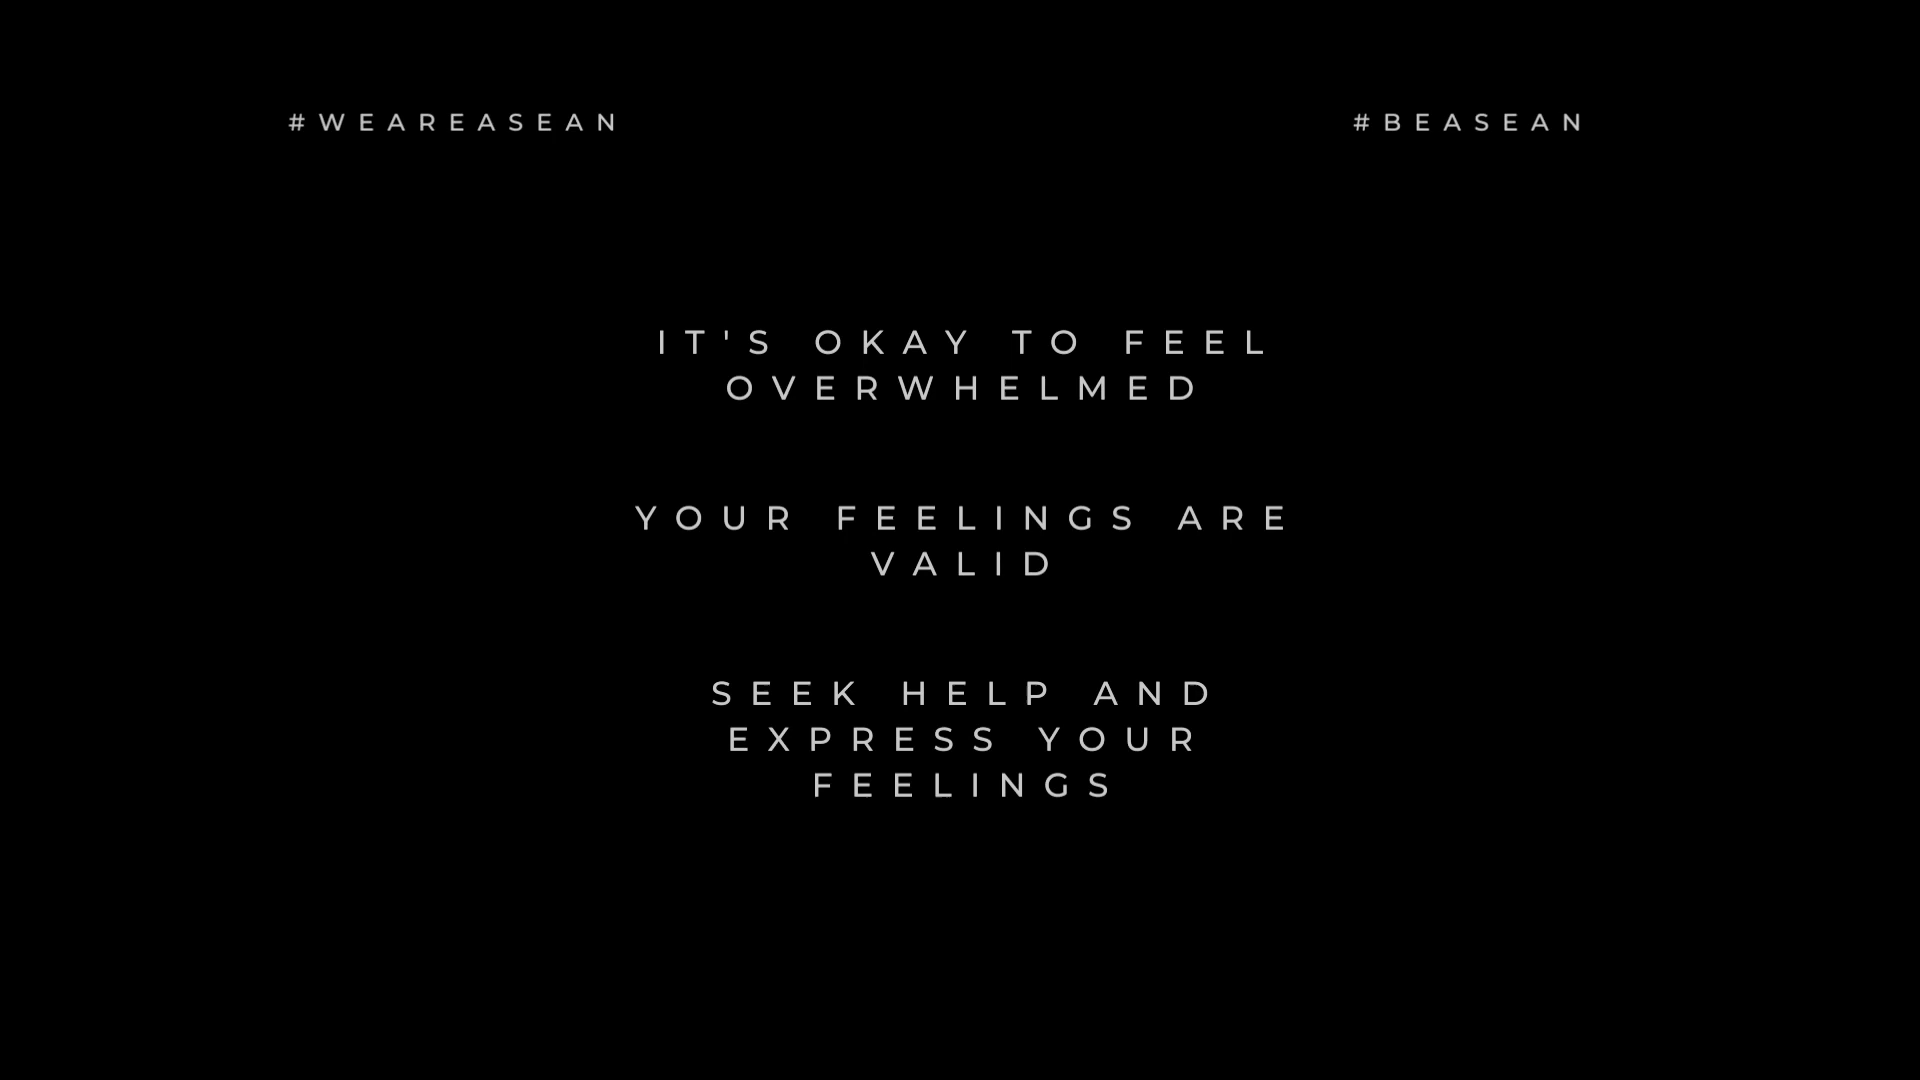 #WEAREASEAN
#BEASEAN
IT'S OKAY TO FEEL
OVERWHELMED
YOUR FEELINGS ARE
VALID
SEEK HELP AND
EXPRESS YOUR
FEELINGS